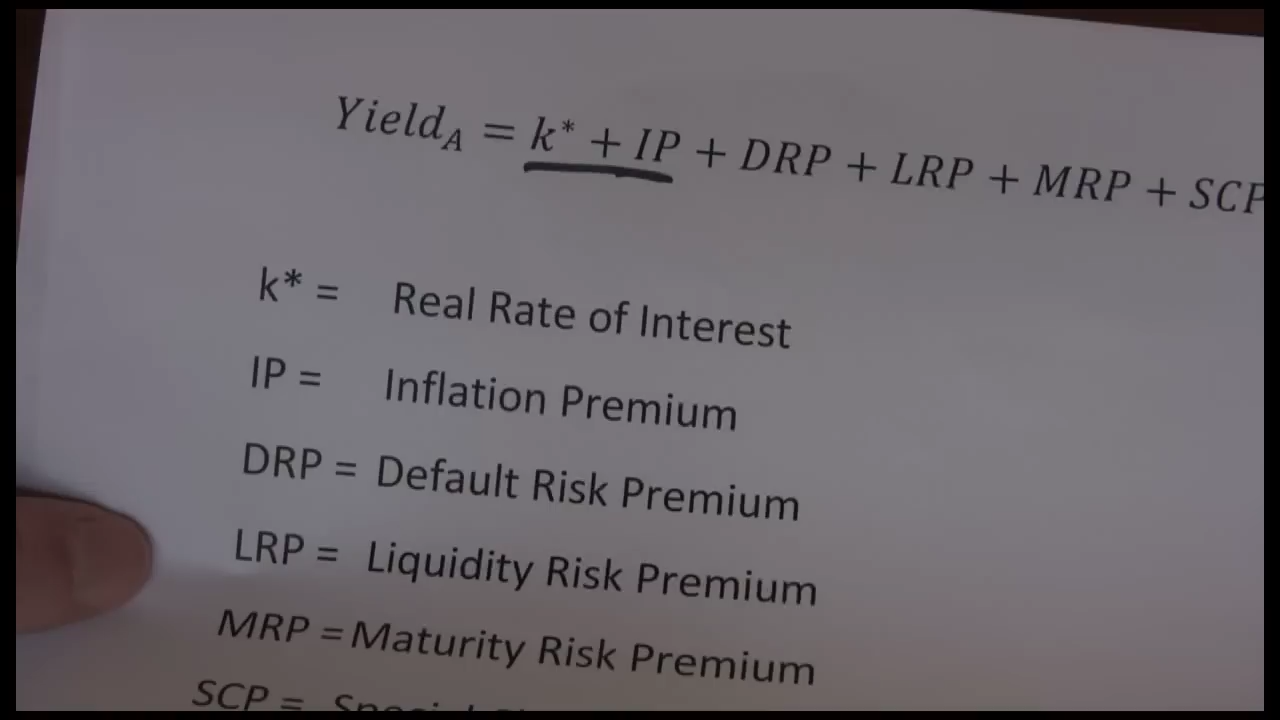 Yield_A = k* + IP + DRP + LRP + MRP + SCP
k* = Real Rate of Interest
IP = Inflation Premium
DRP = Default Risk Premium
LRP = Liquidity Risk Premium
MRP = Maturity Risk Premium
SCP = Special